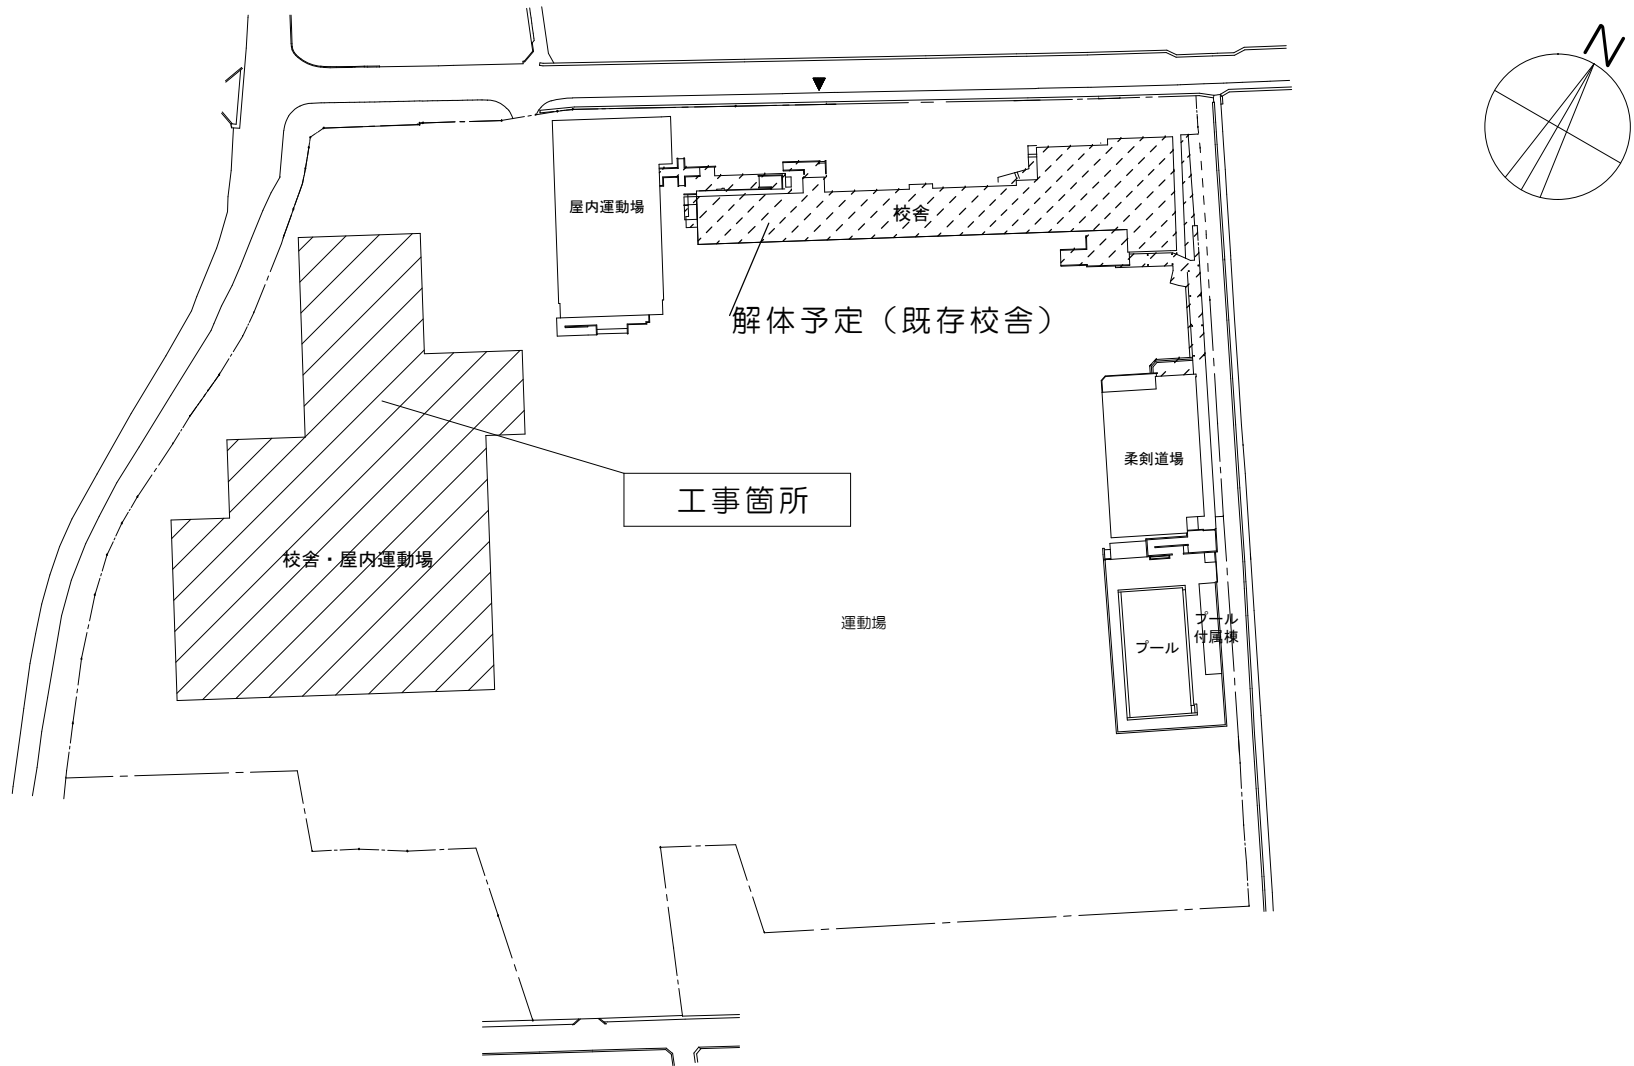 N
屋内運動場
校舎
解体予定（既存校舎）
柔剣道場
工事箇所
校舎・屋内運動場
運動場
プール
付属棟
プール